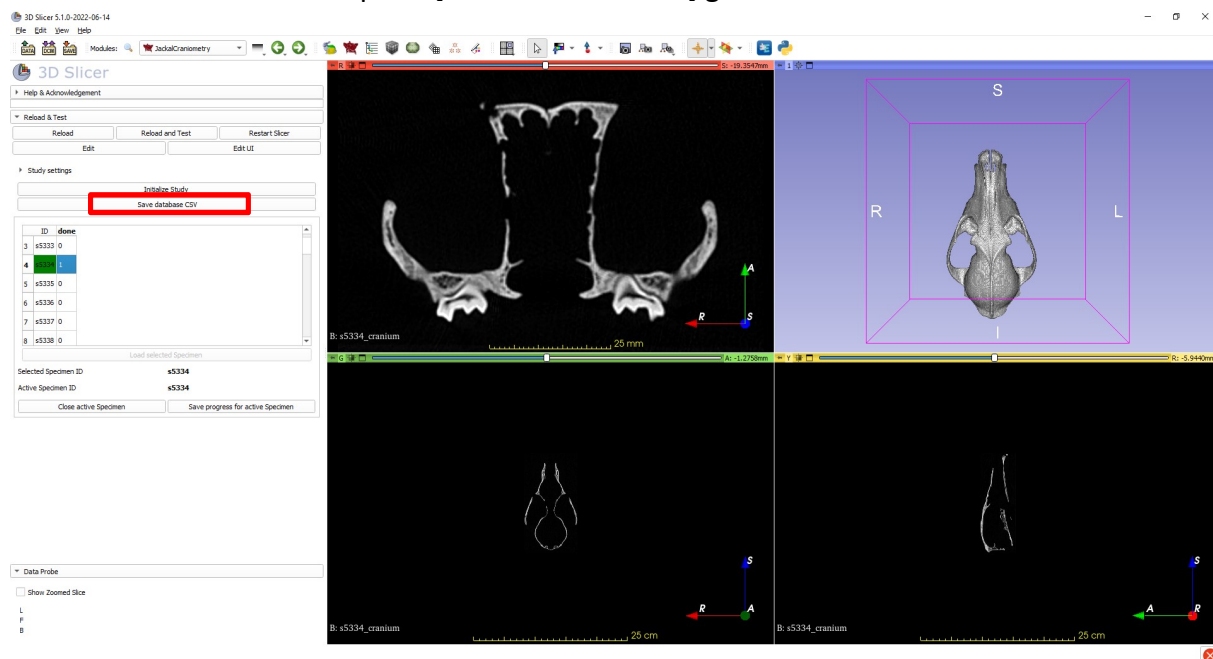 3D Slicer 5.1.0-2022-06-14
File Edit View Help
DATA DCM SAVE Modules: JackalCraniometry
3D Slicer
Help & Acknowledgement
Reload & Test
Reload Reload and Test Restart Slicer
Edit Edit UI
Study settings
Initialize Study
Save database CSV
ID done
3 s5333 0
4 s5334 1
5 s5335 0
6 s5336 0
7 s5337 0
8 s5338 0
Load selected Specimen
Selected Specimen ID s5334
Active Specimen ID s5334
Close active Specimen Save progress for active Specimen
Data Probe
Show Zoomed Slice
L
F
B
R S: -19.3547mm
A
R S
B: s5334_cranium
25 mm
1
S
R L
I
G A: -1.2758mm
S
R A
B: s5334_cranium
25 cm
Y R: -5.9440mm
S
A R
B: s5334_cranium
25 cm